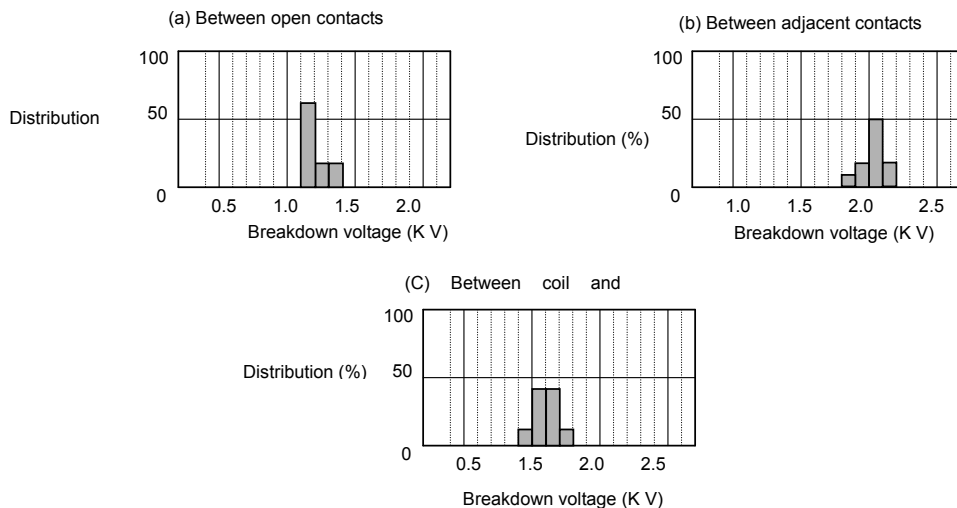 (a) Between open contacts
100
50
0
Distribution
0.5 1.0 1.5 2.0
Breakdown voltage (K V)
(b) Between adjacent contacts
100
50
0
Distribution (%)
1.0 1.5 2.0 2.5
Breakdown voltage (K V)
(C) Between coil and
100
50
0
Distribution (%)
0.5 1.5 2.0 2.5
Breakdown voltage (K V)